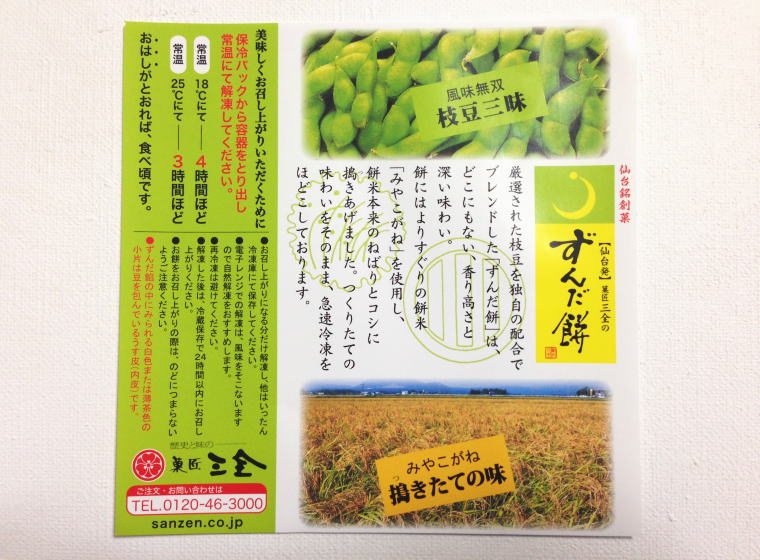 風味無双
枝豆三昧
仙台銘創菓
【仙台発】菓匠三全の
ずんだ餅
厳選された枝豆を独自の配合で
ブレンドした「ずんだ餅」は、
どこにもない、香り高さと
深い味わい。
餅にはよりすぐりの餅米
「みやこがね」を使用し、
餅米本来のねばりとコシに
搗きあげました。つくりたての
味わいをそのまま、急速冷凍を
ほどこしております。
みやこがね
搗きたての味
っ
美味しくお召し上がりいただくために
保冷パックから容器をとり出し
常温にて解凍してください。
常温 18℃にて──4時間ほど
常温 25℃にて──3時間ほど
おはしがとおれば、食べ頃です。
●お召し上がりになる分だけ解凍し、他はいったん
冷凍庫にて保存してください。
●電子レンジでの解凍は、風味をそこないます
ので自然解凍をおすすめします。
●再冷凍は避けてください。
●解凍した後は、冷蔵保存で24時間以内にお召し
上がりください。
●お餅をお召し上がりの際は、のどにつまらない
ようご注意ください。
●ずんだ餡の中にみられる白色または薄茶色の
小片は豆を包んでいるうす皮(内皮)です。
歴史と味の
菓匠 三全
ご注文・お問い合わせは
TEL.0120-46-3000
sanzen.co.jp